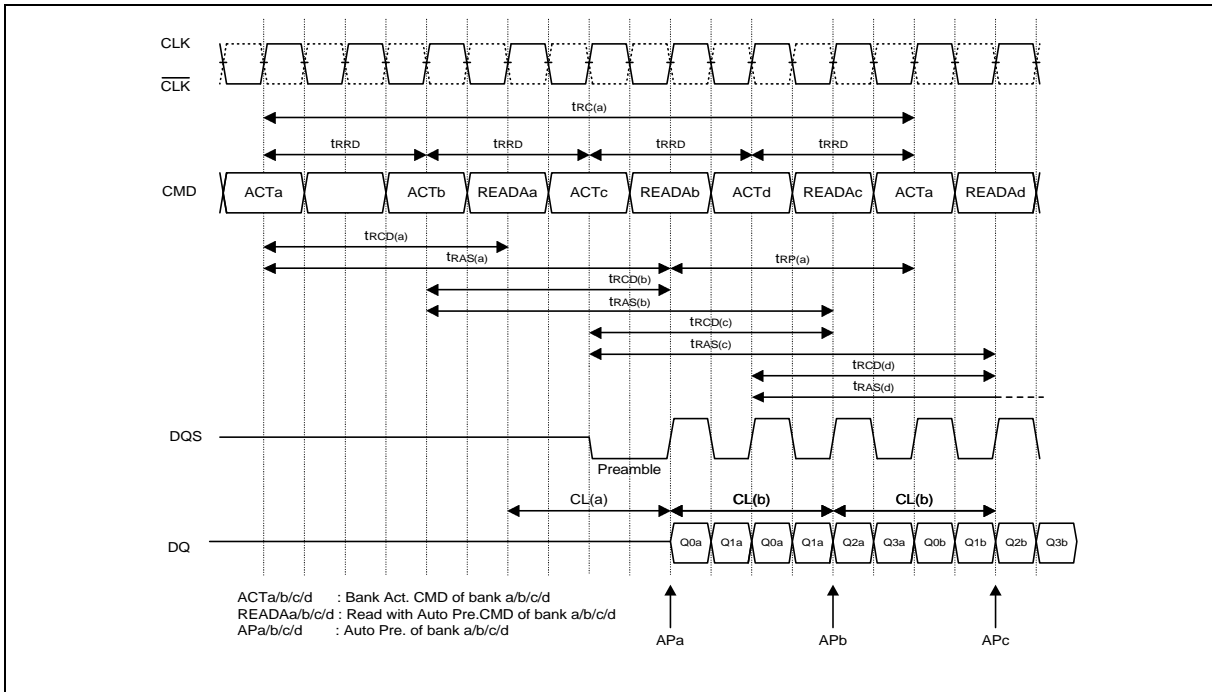 CLK
CLK
tRC(a)
tRRD tRRD tRRD tRRD
CMD ACTa ACTb READAa ACTc READAb ACTd READAc ACTa READAd
tRCD(a)
tRAS(a) tRP(a)
tRCD(b)
tRAS(b)
tRCD(c)
tRAS(c)
tRCD(d)
tRAS(d)
DQS
Preamble
CL(a) CL(b) CL(b)
DQ Q0a Q1a Q0a Q1a Q2a Q3a Q0b Q1b Q2b Q3b
ACTa/b/c/d : Bank Act. CMD of bank a/b/c/d
READAa/b/c/d : Read with Auto Pre.CMD of bank a/b/c/d
APa/b/c/d : Auto Pre. of bank a/b/c/d
APa APb APc